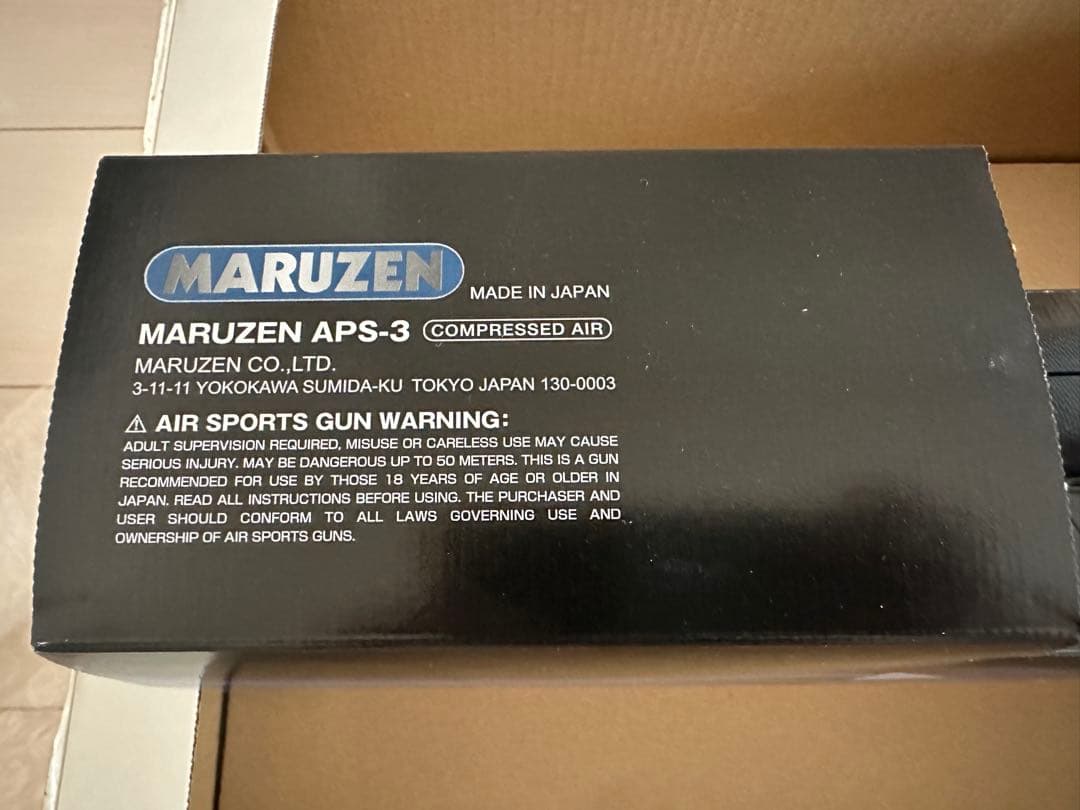 MARUZEN MADE IN JAPAN
MARUZEN APS-3 COMPRESSED AIR
MARUZEN CO.,LTD.
3-11-11 YOKOKAWA SUMIDA-KU TOKYO JAPAN 130-0003
⚠ AIR SPORTS GUN WARNING:
ADULT SUPERVISION REQUIRED, MISUSE OR CARELESS USE MAY CAUSE
SERIOUS INJURY. MAY BE DANGEROUS UP TO 50 METERS. THIS IS A GUN
RECOMMENDED FOR USE BY THOSE 18 YEARS OF AGE OR OLDER IN
JAPAN. READ ALL INSTRUCTIONS BEFORE USING. THE PURCHASER AND
USER SHOULD CONFORM TO ALL LAWS GOVERNING USE AND
OWNERSHIP OF AIR SPORTS GUNS.